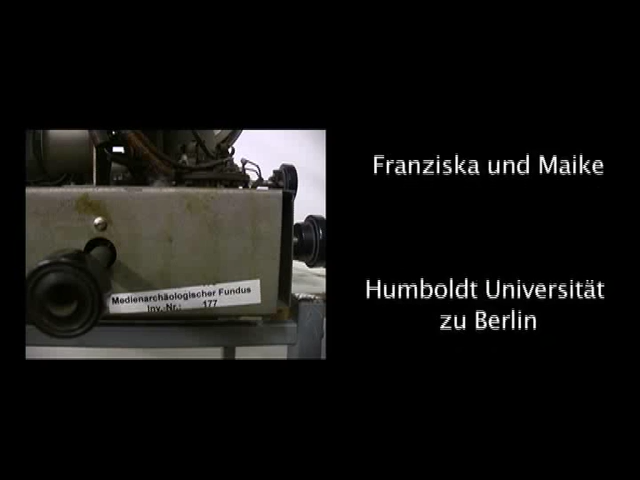 Medienarchäologischer Fundus
Inv.-Nr.: 177
Franziska und Maike
Humboldt Universität
zu Berlin